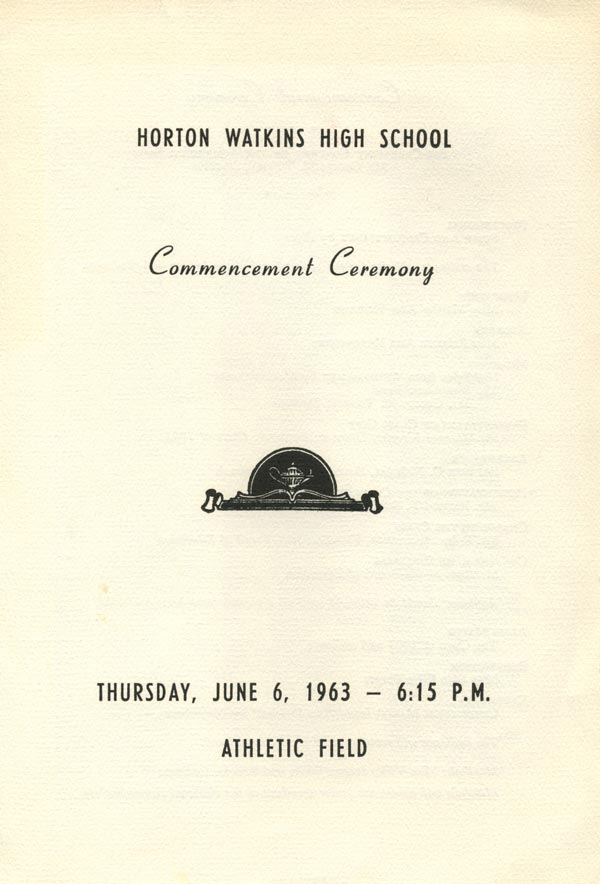 HORTON WATKINS HIGH SCHOOL
Commencement Ceremony
THURSDAY, JUNE 6, 1963 — 6:15 P.M.
ATHLETIC FIELD